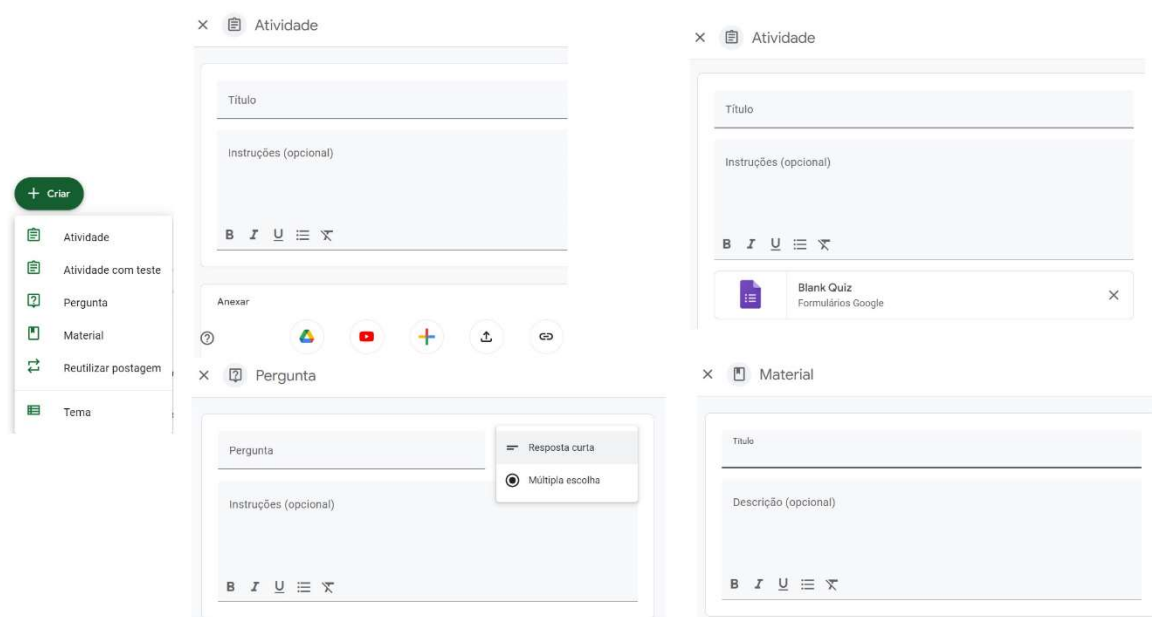 + Criar
Atividade
Atividade com teste
Pergunta
Material
Reutilizar postagem
Tema
Atividade
Título
Instruções (opcional)
B I U
Anexar
Atividade
Título
Instruções (opcional)
B I U
Blank Quiz
Formulários Google
Pergunta
Pergunta
Resposta curta
Múltipla escolha
Instruções (opcional)
B I U
Material
Título
Descrição (opcional)
B I U